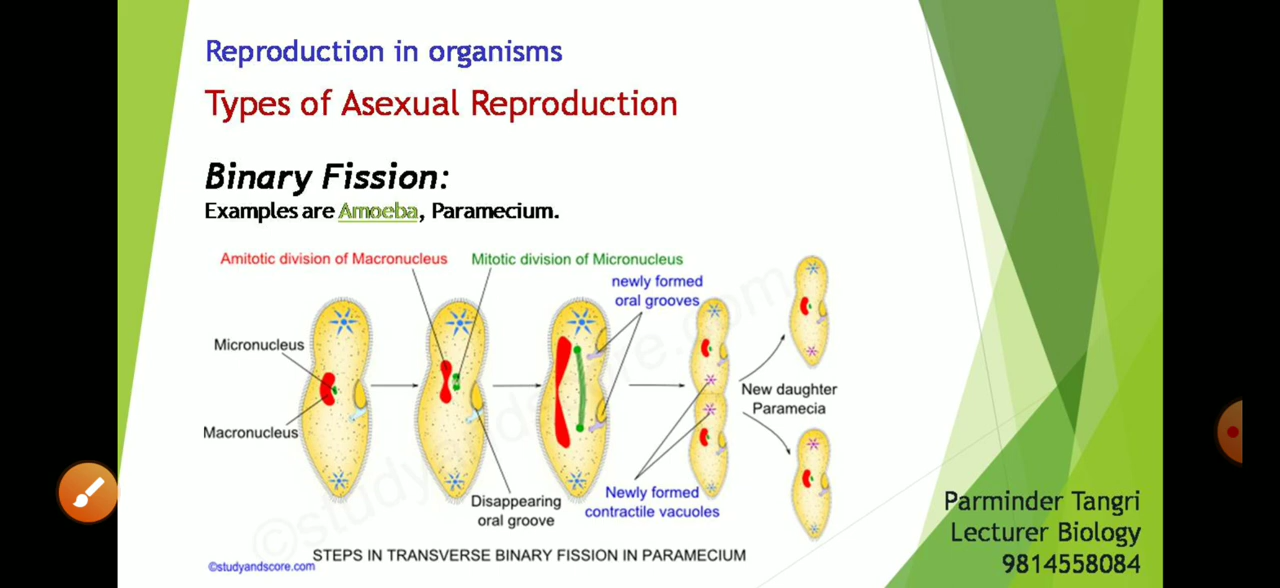 Reproduction in organisms
Types of Asexual Reproduction
Binary Fission:
Examples are Amoeba, Paramecium.
Amitotic division of Macronucleus
Mitotic division of Micronucleus
newly formed
oral grooves
Micronucleus
Macronucleus
Disappearing
oral groove
Newly formed
contractile vacuoles
New daughter
Paramecia
STEPS IN TRANSVERSE BINARY FISSION IN PARAMECIUM
©studyandscore.com
©studyandscore.com
Parminder Tangri
Lecturer Biology
9814558084